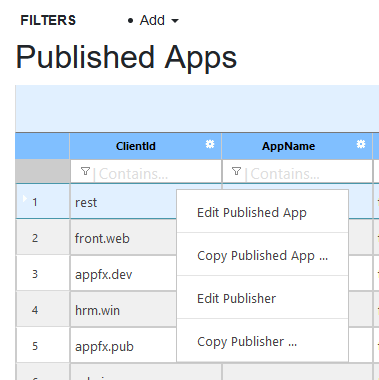 FILTERS • Add
Published Apps
ClientId AppName
Contains... Contains...
1 rest
Edit Published App
2 front.web
Copy Published App ...
3 appfx.dev
Edit Publisher
4 hrm.win
Copy Publisher ...
5 appfx.pub